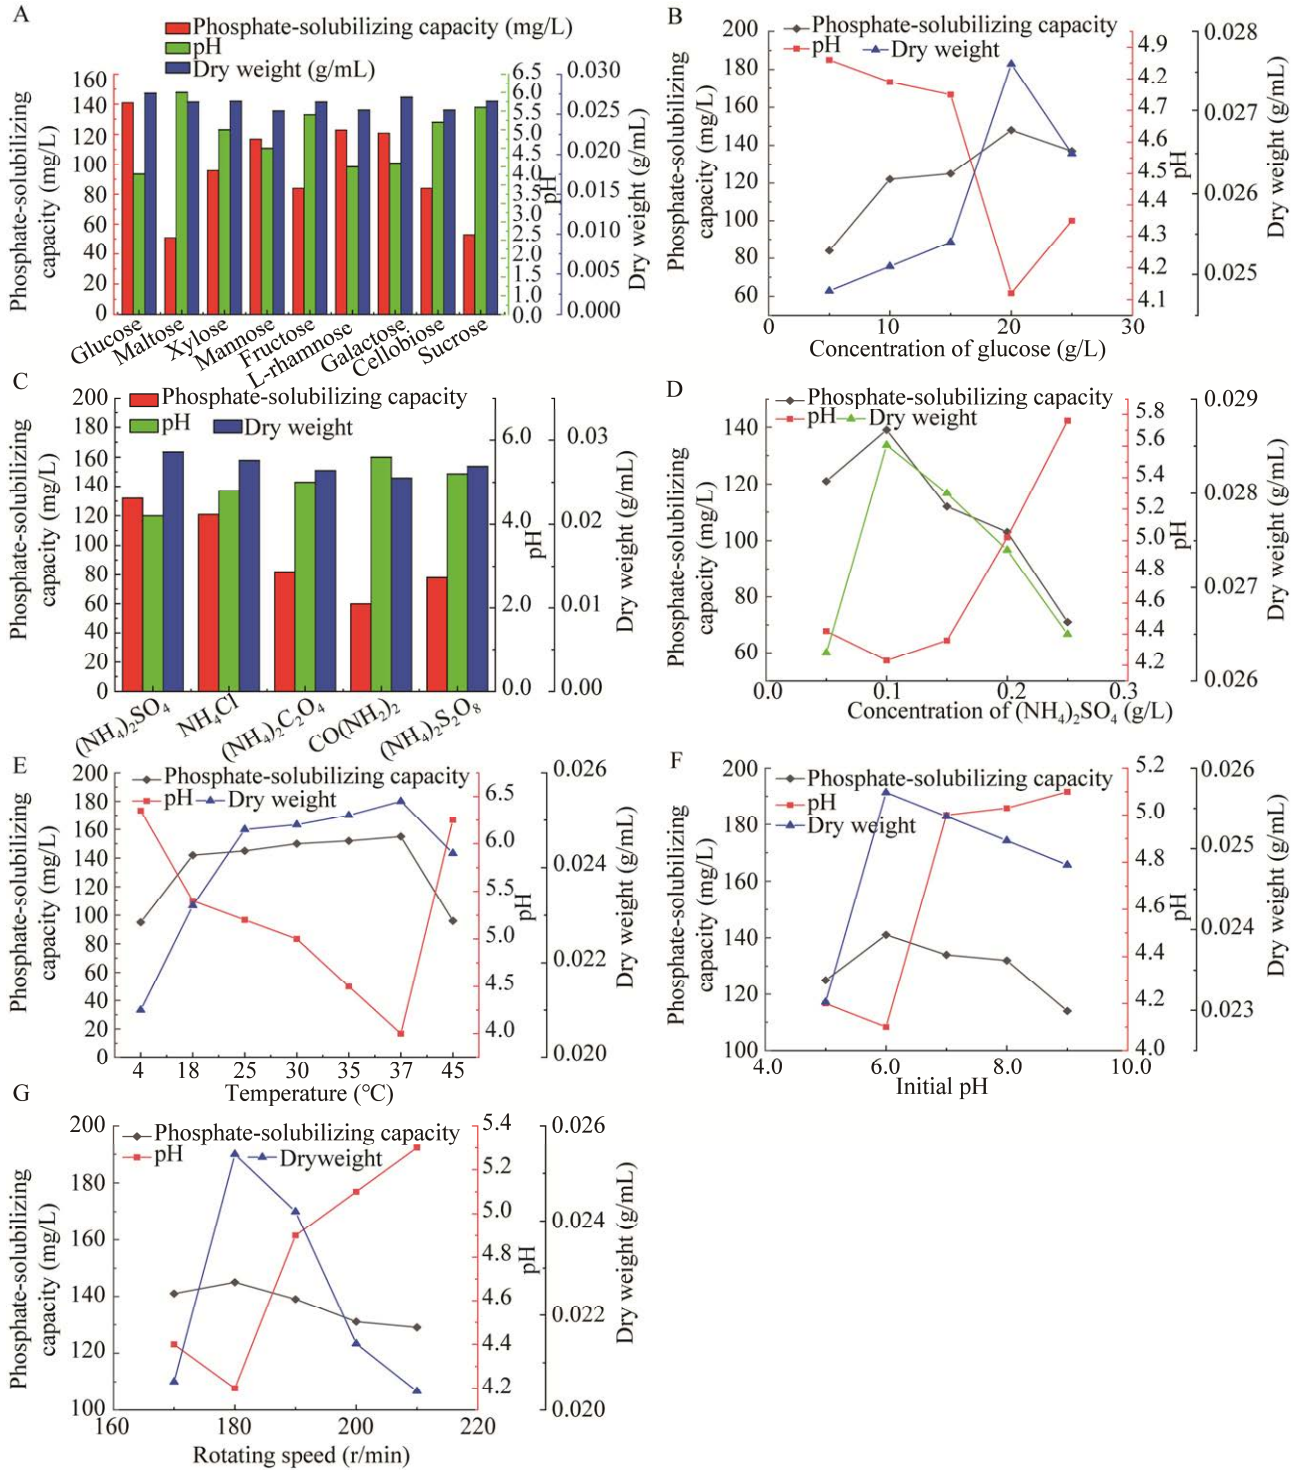 A
Phosphate-solubilizing capacity (mg/L)
pH
Dry weight (g/mL)
Phosphate-solubilizing
capacity (mg/L)
160
140
120
100
80
60
40
20
0
6.5
6.0
5.5
5.0
4.5
4.0
3.5
3.0
2.5
2.0
1.5
1.0
0.5
0.0
pH
0.030
0.025
0.020
0.015
0.010
0.005
0.000
Dry weight (g/mL)
Glucose
Maltose
Xylose
Mannose
Fructose
L-rhamnose
Galactose
Cellobiose
Sucrose
B
Phosphate-solubilizing capacity
pH
Dry weight
Phosphate-solubilizing
capacity (mg/L)
200
180
160
140
120
100
80
60
4.9
4.2
4.7
4.6
4.5
4.4
4.3
4.2
4.1
pH
0.028
0.027
0.026
0.025
Dry weight (g/mL)
0
10
20
30
Concentration of glucose (g/L)
C
Phosphate-solubilizing capacity
pH
Dry weight
Phosphate-solubilizing
capacity (mg/L)
200
180
160
140
120
100
80
60
40
20
0
6.0
4.0
2.0
0.0
pH
0.03
0.02
0.01
0.00
Dry weight (g/mL)
(NH₄)₂SO₄
NH₄Cl
(NH₄)₂C₂O₄
CO(NH₂)₂
(NH₄)₂S₂O₈
D
Phosphate-solubilizing capacity
pH
Dry weight
Phosphate-solubilizing
capacity (mg/L)
140
120
100
80
60
5.8
5.6
5.4
5.2
5.0
4.8
4.6
4.4
4.2
pH
0.029
0.028
0.027
0.026
Dry weight (g/mL)
0.0
0.1
0.2
0.3
Concentration of (NH₄)₂SO₄ (g/L)
E
Phosphate-solubilizing capacity
pH
Dry weight
Phosphate-solubilizing
capacity (mg/L)
200
180
160
140
120
100
80
60
40
20
0
6.5
6.0
5.5
5.0
4.5
4.0
pH
0.026
0.024
0.022
0.020
Dry weight (g/mL)
4
18
25
30
35
37
45
Temperature (℃)
F
Phosphate-solubilizing capacity
pH
Dry weight
Phosphate-solubilizing
capacity (mg/L)
200
180
160
140
120
100
5.2
5.0
4.8
4.6
4.4
4.2
4.0
pH
0.026
0.025
0.024
0.023
Dry weight (g/mL)
4.0
6.0
8.0
10.0
Initial pH
G
Phosphate-solubilizing capacity
pH
Dryweight
Phosphate-solubilizing
capacity (mg/L)
200
190
180
170
160
150
140
130
120
110
100
5.4
5.2
5.0
4.8
4.6
4.4
4.2
pH
0.026
0.024
0.022
0.020
Dry weight (g/mL)
160
180
200
220
Rotating speed (r/min)